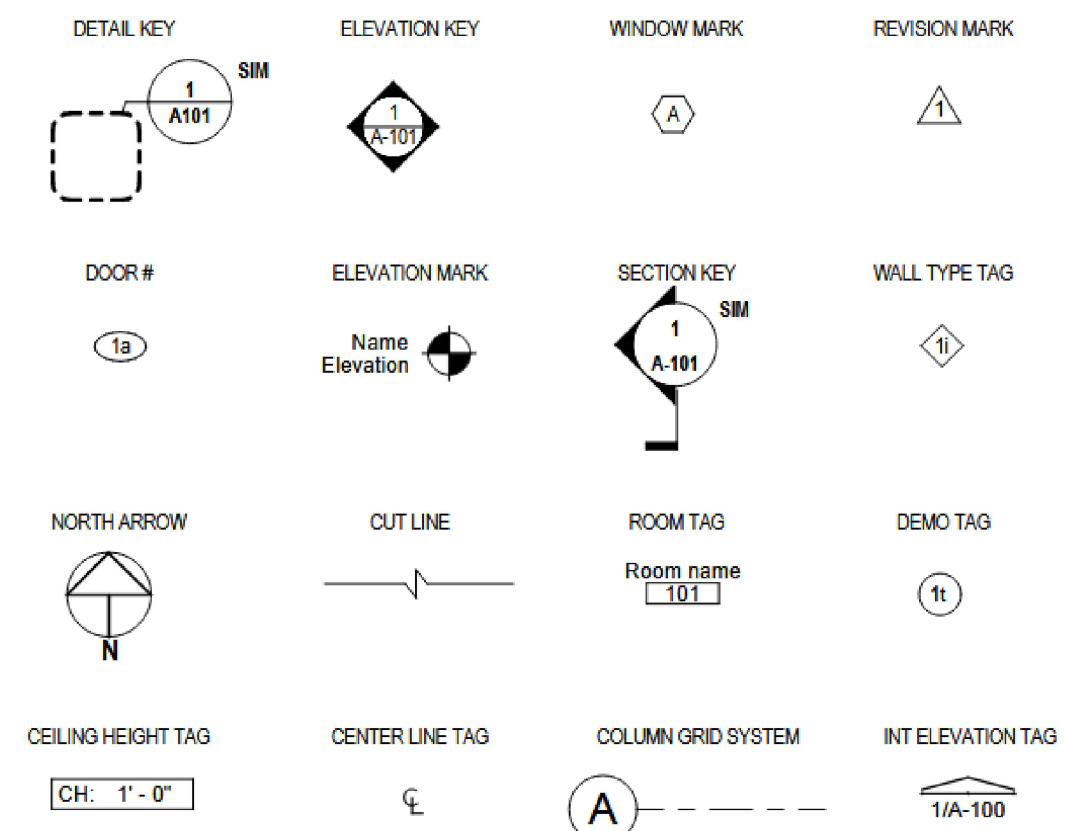 DETAIL KEY
ELEVATION KEY
WINDOW MARK
REVISION MARK
SIM
1
A101
1
A-101
A
1
DOOR #
ELEVATION MARK
SECTION KEY
WALL TYPE TAG
1a
Name
Elevation
SIM
1
A-101
1i
NORTH ARROW
CUT LINE
ROOM TAG
DEMO TAG
N
Room name
101
1t
CEILING HEIGHT TAG
CENTER LINE TAG
COLUMN GRID SYSTEM
INT ELEVATION TAG
CH: 1' - 0"
℄
A
1/A-100